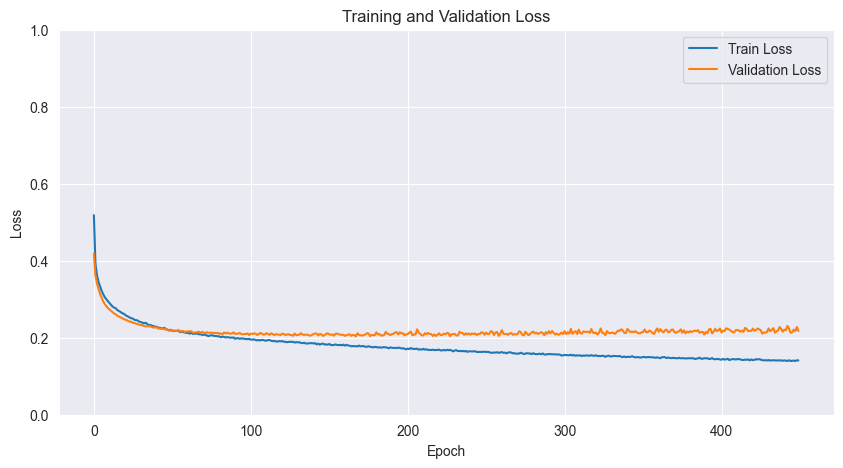 Training and Validation Loss
1.0
Train Loss
Validation Loss
0.8
0.6
Loss
0.4
0.2
0.0
0 100 200 300 400
Epoch